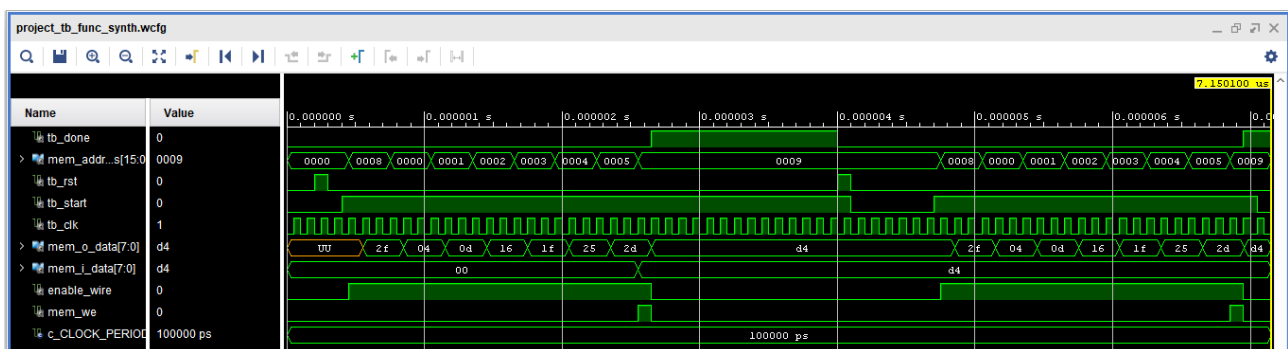 project_tb_func_synth.wcfg
7.150100 us
Name Value
0.000000 s 0.000001 s 0.000002 s 0.000003 s 0.000004 s 0.000005 s 0.000006 s
tb_done 0
mem_addr...s[15:0 0009 0000 0008 0000 0001 0002 0003 0004 0005 0009 0008 0000 0001 0002 0003 0004 0005 0009
tb_rst 0
tb_start 0
tb_clk 1
mem_o_data[7:0] d4 UU 2f 04 0d 16 1f 25 2d d4 2f 04 0d 16 1f 25 2d d4
mem_i_data[7:0] d4 00 d4
enable_wire 0
mem_we 0
c_CLOCK_PERIOD 100000 ps 100000 ps